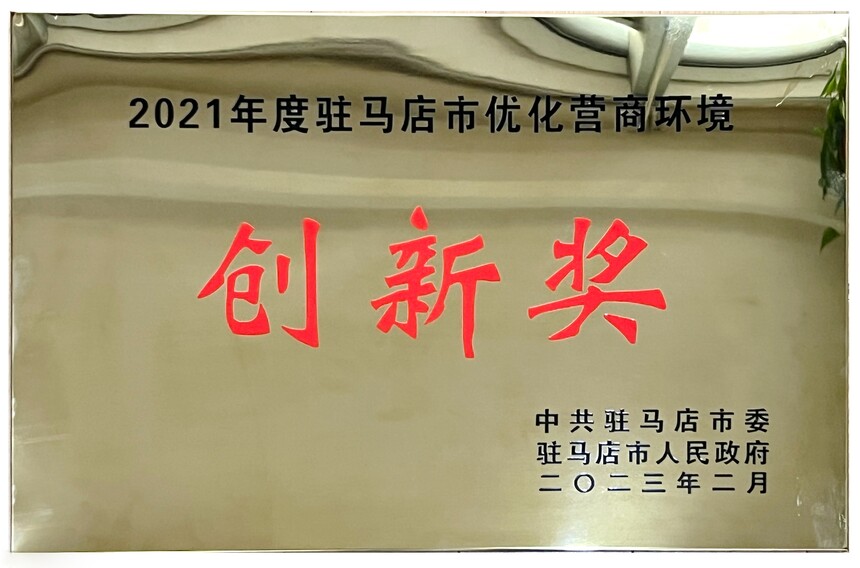 2021年度驻马店市优化营商环境
创新奖
中共驻马店市委
驻马店市人民政府
二〇二三年二月